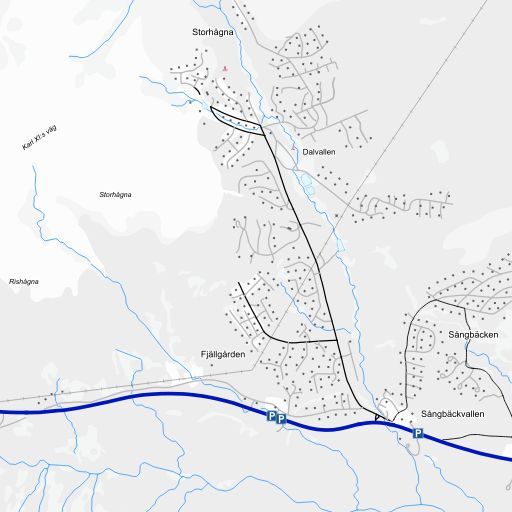 Storhågna
Karl XI:s väg
Dalvallen
Storhågna
Rishågna
Sångbäcken
Fjällgården
Sångbäckvallen
P
P
P